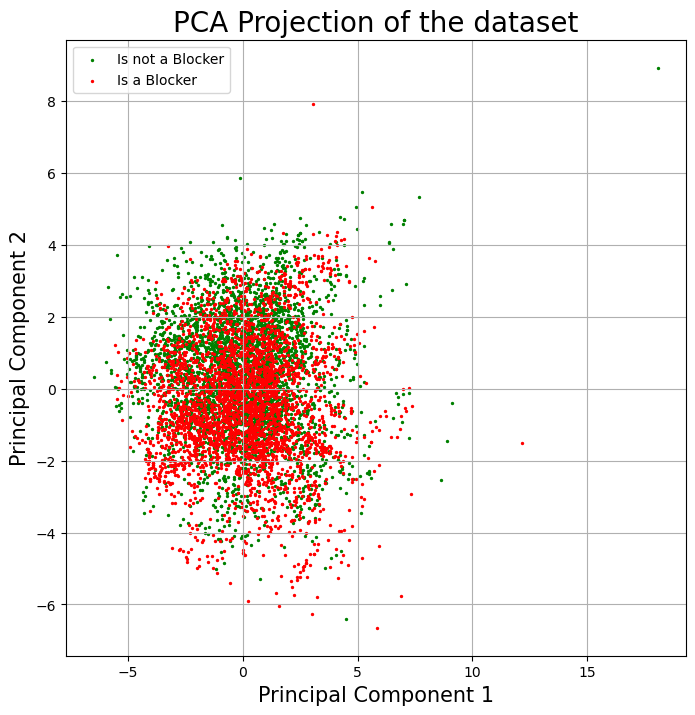 PCA Projection of the dataset
Is not a Blocker
Is a Blocker
8
6
4
2
0
−2
−4
−6
Principal Component 2
−5
0
5
10
15
Principal Component 1